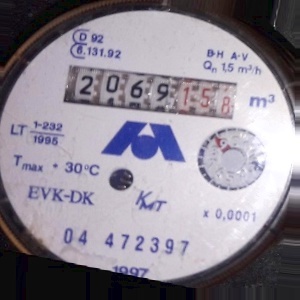 D 92
6.131.92
B-H A-V
Qn 1,5 m³/h
2069158 m³
LT 1-232
1995
Tmax + 30°C
EVK-DK
x 0,0001
04 472397
1997